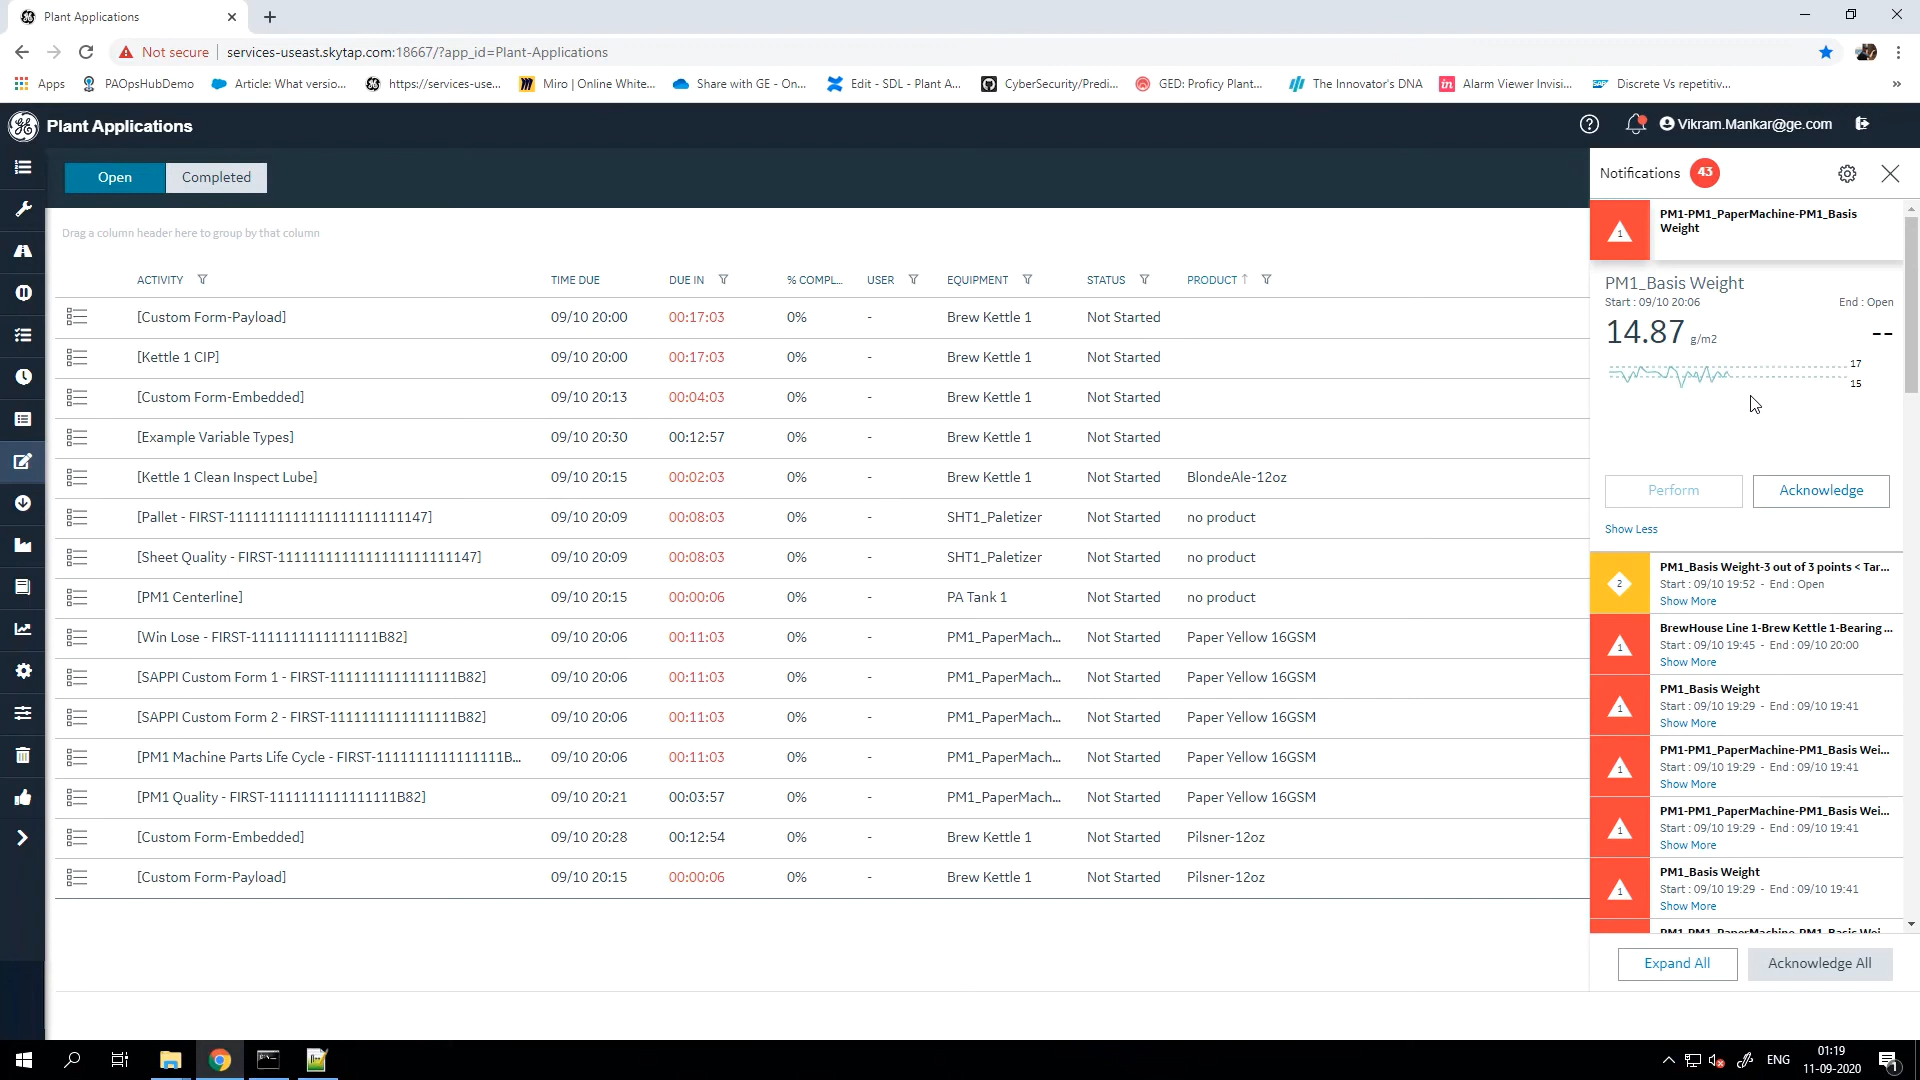 Plant Applications
Not secure
services-useast.skytap.com:18667/?app_id=Plant-Applications
Apps
PAOpsHubDemo
Article: What versio...
https://services-use...
Miro | Online White...
Share with GE - On...
Edit - SDL - Plant A...
CyberSecurity/Predi...
GED: Proficy Plant...
The Innovator's DNA
Alarm Viewer Invisi...
Discrete Vs repetitiv...
Plant Applications
Vikram.Mankar@ge.com
Open
Completed
Drag a column header here to group by that column
ACTIVITY TIME DUE DUE IN % COMPL... USER EQUIPMENT STATUS PRODUCT
[Custom Form-Payload] 09/10 20:00 00:17:03 0% - Brew Kettle 1 Not Started
[Kettle 1 CIP] 09/10 20:00 00:17:03 0% - Brew Kettle 1 Not Started
[Custom Form-Embedded] 09/10 20:13 00:04:03 0% - Brew Kettle 1 Not Started
[Example Variable Types] 09/10 20:30 00:12:57 0% - Brew Kettle 1 Not Started
[Kettle 1 Clean Inspect Lube] 09/10 20:15 00:02:03 0% - Brew Kettle 1 Not Started BlondeAle-12oz
[Pallet - FIRST-11111111111111111111111147] 09/10 20:09 00:08:03 0% - SHT1_Paletizer Not Started no product
[Sheet Quality - FIRST-11111111111111111111111147] 09/10 20:09 00:08:03 0% - SHT1_Paletizer Not Started no product
[PM1 Centerline] 09/10 20:15 00:00:06 0% - PA Tank 1 Not Started no product
[Win Lose - FIRST-1111111111111111B82] 09/10 20:06 00:11:03 0% - PM1_PaperMach... Not Started Paper Yellow 16GSM
[SAPPI Custom Form 1 - FIRST-1111111111111111B82] 09/10 20:06 00:11:03 0% - PM1_PaperMach... Not Started Paper Yellow 16GSM
[SAPPI Custom Form 2 - FIRST-1111111111111111B82] 09/10 20:06 00:11:03 0% - PM1_PaperMach... Not Started Paper Yellow 16GSM
[PM1 Machine Parts Life Cycle - FIRST-1111111111111111B... 09/10 20:06 00:11:03 0% - PM1_PaperMach... Not Started Paper Yellow 16GSM
[PM1 Quality - FIRST-1111111111111111B82] 09/10 20:21 00:03:57 0% - PM1_PaperMach... Not Started Paper Yellow 16GSM
[Custom Form-Embedded] 09/10 20:28 00:12:54 0% - Brew Kettle 1 Not Started Pilsner-12oz
[Custom Form-Payload] 09/10 20:15 00:00:06 0% - Brew Kettle 1 Not Started Pilsner-12oz
Notifications 43
1
PM1-PM1_PaperMachine-PM1_Basis
Weight
PM1_Basis Weight
Start : 09/10 20:06 End : Open
14.87 g/m2 --
17
15
Perform Acknowledge
Show Less
2
PM1_Basis Weight-3 out of 3 points < Tar...
Start : 09/10 19:52 - End : Open
Show More
1
BrewHouse Line 1-Brew Kettle 1-Bearing ...
Start : 09/10 19:45 - End : 09/10 20:00
Show More
1
PM1_Basis Weight
Start : 09/10 19:29 - End : 09/10 19:41
Show More
1
PM1-PM1_PaperMachine-PM1_Basis Wei...
Start : 09/10 19:29 - End : 09/10 19:41
Show More
1
PM1-PM1_PaperMachine-PM1_Basis Wei...
Start : 09/10 19:29 - End : 09/10 19:41
Show More
1
PM1_Basis Weight
Start : 09/10 19:29 - End : 09/10 19:41
Show More
PM1-PM1_PaperMachine-PM1_Basis Wei...
Expand All Acknowledge All
ENG
01:19
11-09-2020
1